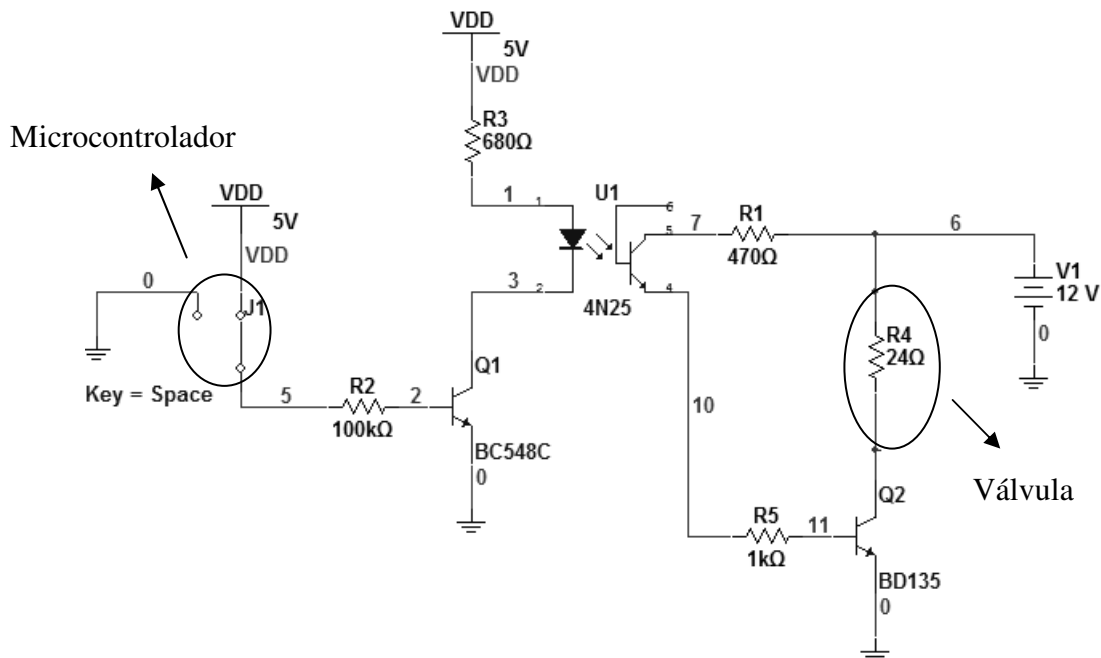 VDD
5V
VDD
R3
680Ω
Microcontrolador
VDD
5V
VDD
0
J1
Key = Space
5
R2
100kΩ
2
Q1
BC548C
0
1
1
3
2
U1
6
5
4
4N25
7
R1
470Ω
6
V1
12 V
0
R4
24Ω
Válvula
10
R5
1kΩ
11
Q2
BD135
0